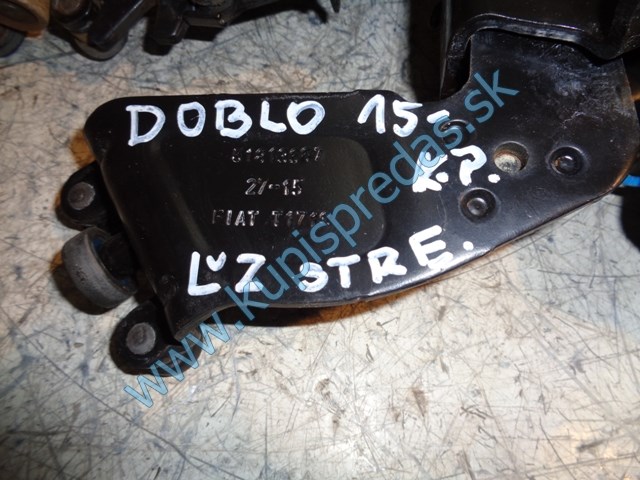 DOBLO 15-
27-15
Ľ.P.
FIAT
ĽZ STRE.
www.kupispredas.sk